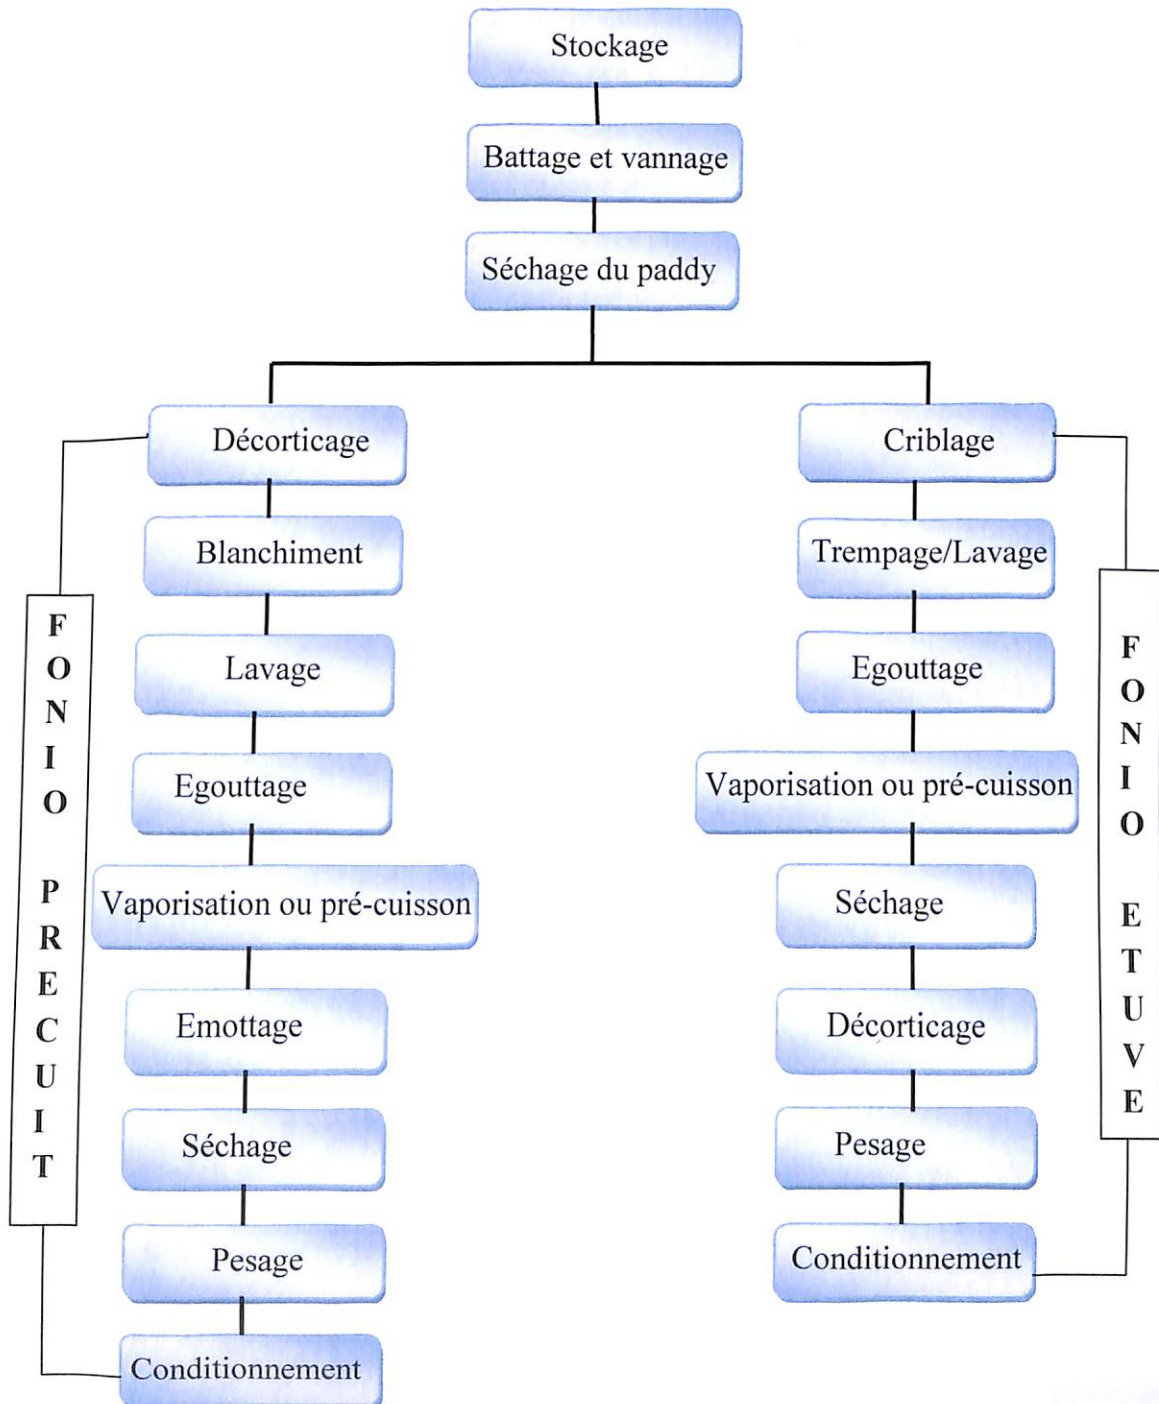 Stockage
Battage et vannage
Séchage du paddy
Décorticage
Blanchiment
Lavage
Egouttage
Vaporisation ou pré-cuisson
Emottage
Séchage
Pesage
Conditionnement
FONIO PRECUIT
Criblage
Trempage/Lavage
Egouttage
Vaporisation ou pré-cuisson
Séchage
Décorticage
Pesage
Conditionnement
FONIO ETUVE